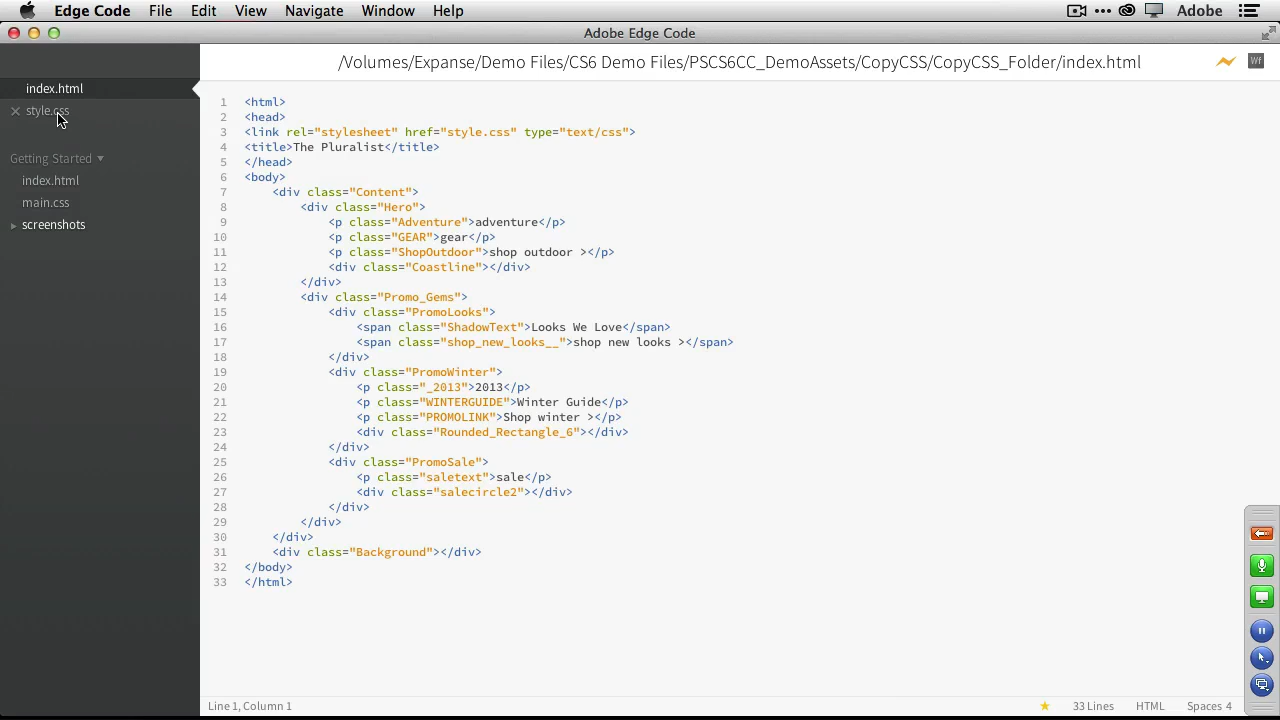 Edge Code File Edit View Navigate Window Help Adobe
Adobe Edge Code
/Volumes/Expanse/Demo Files/CS6 Demo Files/PSCS6CC_DemoAssets/CopyCSS/CopyCSS_Folder/index.html Wf
index.html
style.css
Getting Started
index.html
main.css
screenshots
1 <html>
2 <head>
3 <link rel="stylesheet" href="style.css" type="text/css">
4 <title>The Pluralist</title>
5 </head>
6 <body>
7 <div class="Content">
8 <div class="Hero">
9 <p class="Adventure">adventure</p>
10 <p class="GEAR">gear</p>
11 <p class="ShopOutdoor">shop outdoor ></p>
12 <div class="Coastline"></div>
13 </div>
14 <div class="Promo_Gems">
15 <div class="PromoLooks">
16 <span class="ShadowText">Looks We Love</span>
17 <span class="shop_new_looks__">shop new looks ></span>
18 </div>
19 <div class="PromoWinter">
20 <p class="_2013">2013</p>
21 <p class="WINTERGUIDE">Winter Guide</p>
22 <p class="PROMOLINK">Shop winter ></p>
23 <div class="Rounded_Rectangle_6"></div>
24 </div>
25 <div class="PromoSale">
26 <p class="saletext">sale</p>
27 <div class="salecircle2"></div>
28 </div>
29 </div>
30 </div>
31 <div class="Background"></div>
32 </body>
33 </html>
Line 1, Column 1 33 Lines HTML Spaces 4